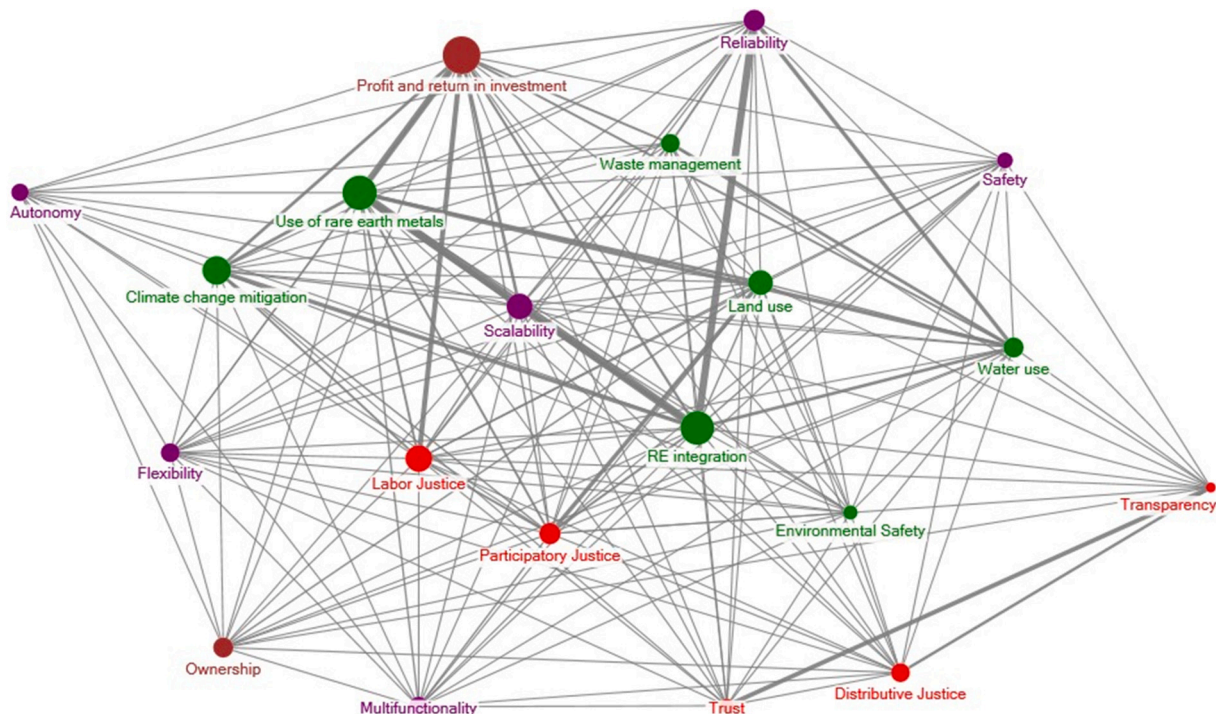 Reliability
Profit and return in investment
Waste management
Safety
Autonomy
Use of rare earth metals
Climate change mitigation
Land use
Scalability
Water use
RE integration
Flexibility
Labor Justice
Transparency
Environmental Safety
Participatory Justice
Ownership
Distributive Justice
Multifunctionality
Trust